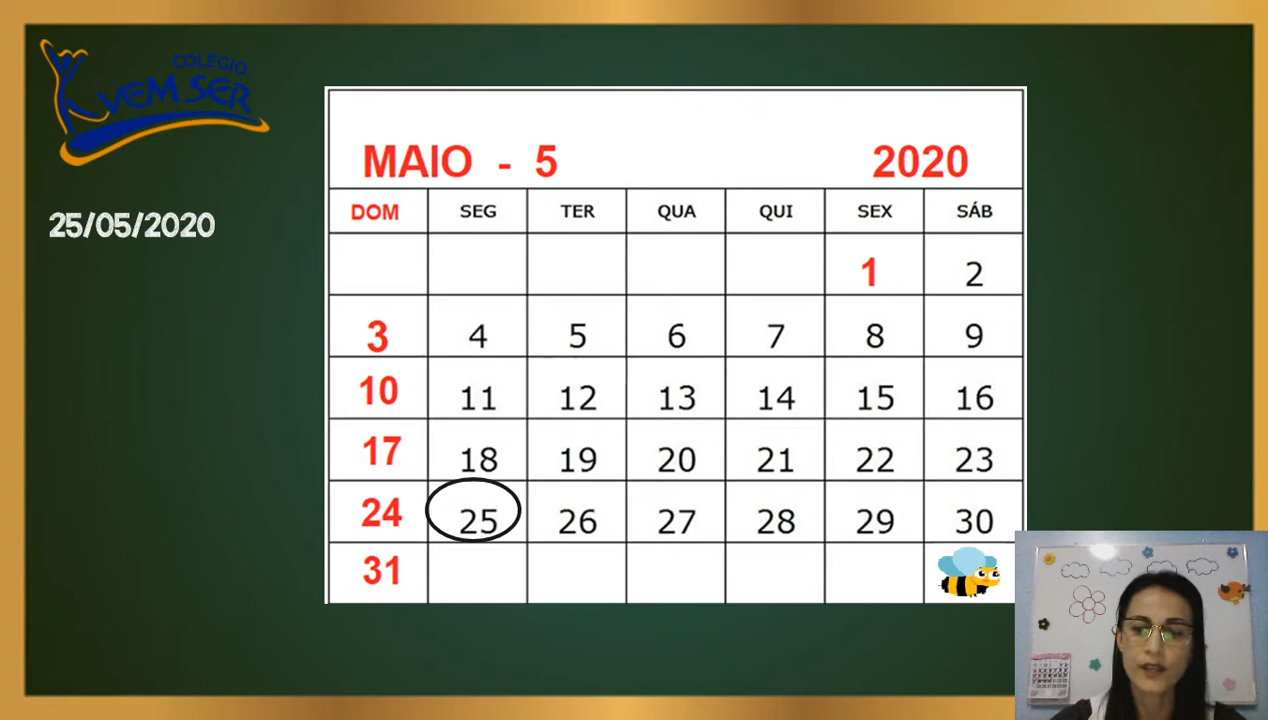 COLÉGIO
VEM SER
25/05/2020
MAIO - 5 2020
DOM SEG TER QUA QUI SEX SÁB
1 2
3 4 5 6 7 8 9
10 11 12 13 14 15 16
17 18 19 20 21 22 23
24 25 26 27 28 29 30
31